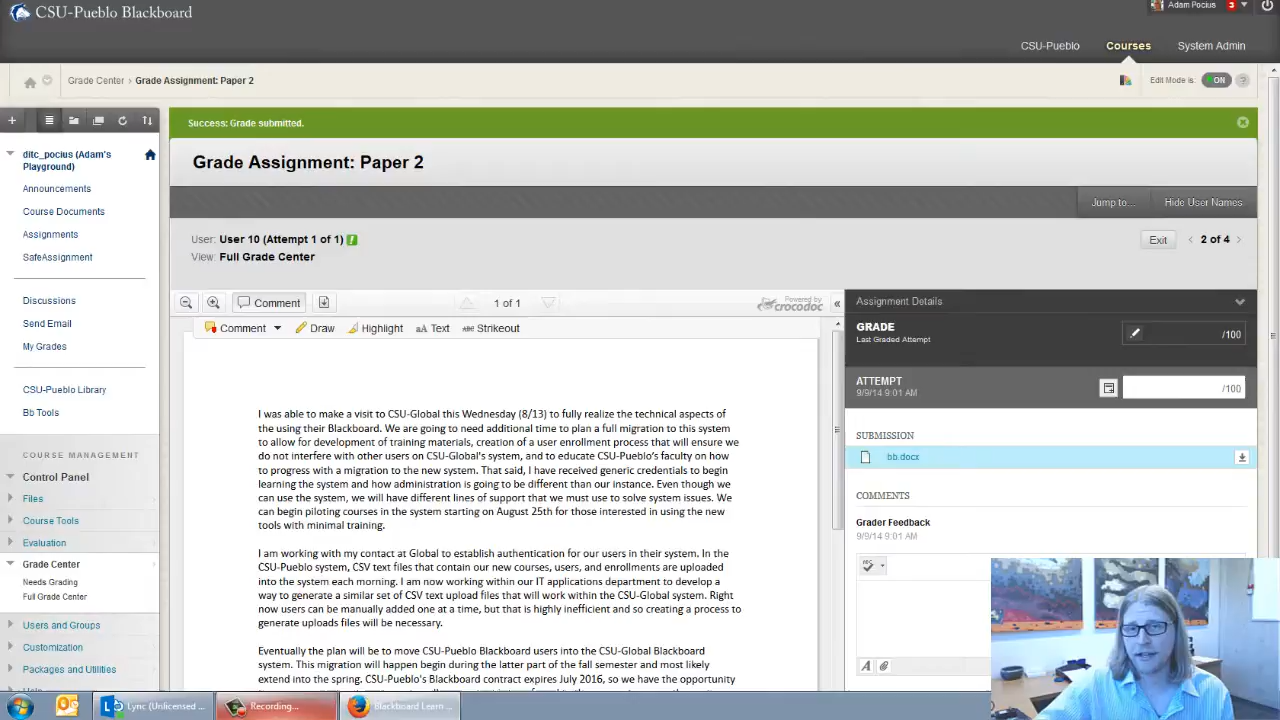 CSU-Pueblo Blackboard
Adam Pocius 3
CSU-Pueblo Courses System Admin
Grade Center > Grade Assignment: Paper 2
Edit Mode is: ON ?
Success: Grade submitted.
Grade Assignment: Paper 2
Jump to... Hide User Names
User: User 10 (Attempt 1 of 1) !
View: Full Grade Center
Exit < 2 of 4 >
ditc_pocius (Adam's
Playground)
Announcements
Course Documents
Assignments
SafeAssignment
Discussions
Send Email
My Grades
CSU-Pueblo Library
Bb Tools
COURSE MANAGEMENT
Control Panel
Files
Course Tools
Evaluation
Grade Center
Needs Grading
Full Grade Center
Users and Groups
Customization
Packages and Utilities
Help
Comment 1 of 1 Powered by
crocodoc «
Comment Draw Highlight aA Text abc Strikeout
I was able to make a visit to CSU-Global this Wednesday (8/13) to fully realize the technical aspects of
the using their Blackboard. We are going to need additional time to plan a full migration to this system
to allow for development of training materials, creation of a user enrollment process that will ensure we
do not interfere with other users on CSU-Global's system, and to educate CSU-Pueblo's faculty on how
to progress with a migration to the new system. That said, I have received generic credentials to begin
learning the system and how administration is going to be different than our instance. Even though we
can use the system, we will have different lines of support that we must use to solve system issues. We
can begin piloting courses in the system starting on August 25th for those interested in using the new
tools with minimal training.
I am working with my contact at Global to establish authentication for our users in their system. In the
CSU-Pueblo system, CSV text files that contain our new courses, users, and enrollments are uploaded
into the system each morning. I am now working within our IT applications department to develop a
way to generate a similar set of CSV text upload files that will work within the CSU-Global system. Right
now users can be manually added one at a time, but that is highly inefficient and so creating a process to
generate uploads files will be necessary.
Eventually the plan will be to move CSU-Pueblo Blackboard users into the CSU-Global Blackboard
system. This migration will happen begin during the latter part of the fall semester and most likely
extend into the spring. CSU-Pueblo's Blackboard contract expires July 2016, so we have the opportunity
Assignment Details
GRADE
Last Graded Attempt
/100
ATTEMPT
9/9/14 9:01 AM
/100
SUBMISSION
bb.docx
COMMENTS
Grader Feedback
9/9/14 9:01 AM
ABC
A
Lync (Unlicensed ... Recording... Blackboard Learn ...